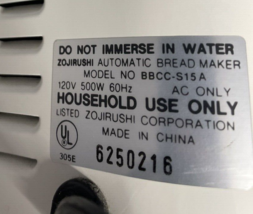 DO NOT IMMERSE IN WATER
ZOJIRUSHI AUTOMATIC BREAD MAKER
MODEL NO BBCC-S15A
120V 500W 60Hz AC ONLY
HOUSEHOLD USE ONLY
LISTED ZOJIRUSHI CORPORATION
MADE IN CHINA
UL
305E 6250216